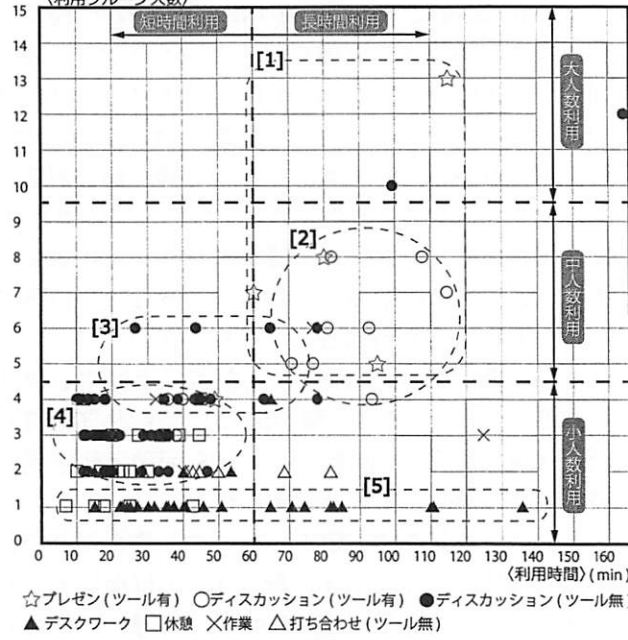 〈利用グループ人数〉
短時間利用 長時間利用
15
14
13
12
11
10
9
8
7
6
5
4
3
2
1
0
[1]
[2]
[3]
[4]
[5]
大人数利用
中人数利用
小人数利用
0 10 20 30 40 50 60 70 80 90 100 110 120 130 140 150 160
〈利用時間〉(min)
☆プレゼン(ツール有) ○ディスカッション(ツール有) ●ディスカッション(ツール無)
▲デスクワーク □休憩 ×作業 △打ち合わせ(ツール無)